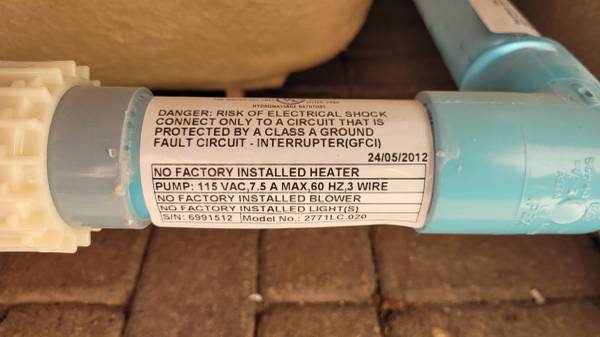 HYDROMASSAGE BATHTUBS
DANGER: RISK OF ELECTRICAL SHOCK
CONNECT ONLY TO A CIRCUIT THAT IS
PROTECTED BY A CLASS A GROUND
FAULT CIRCUIT - INTERRUPTER(GFCI)
24/05/2012
NO FACTORY INSTALLED HEATER
PUMP: 115 VAC,7.5 A MAX,60 HZ,3 WIRE
NO FACTORY INSTALLED BLOWER
NO FACTORY INSTALLED LIGHT(S)
S/N: 6991512 Model No.: 2771LC.020